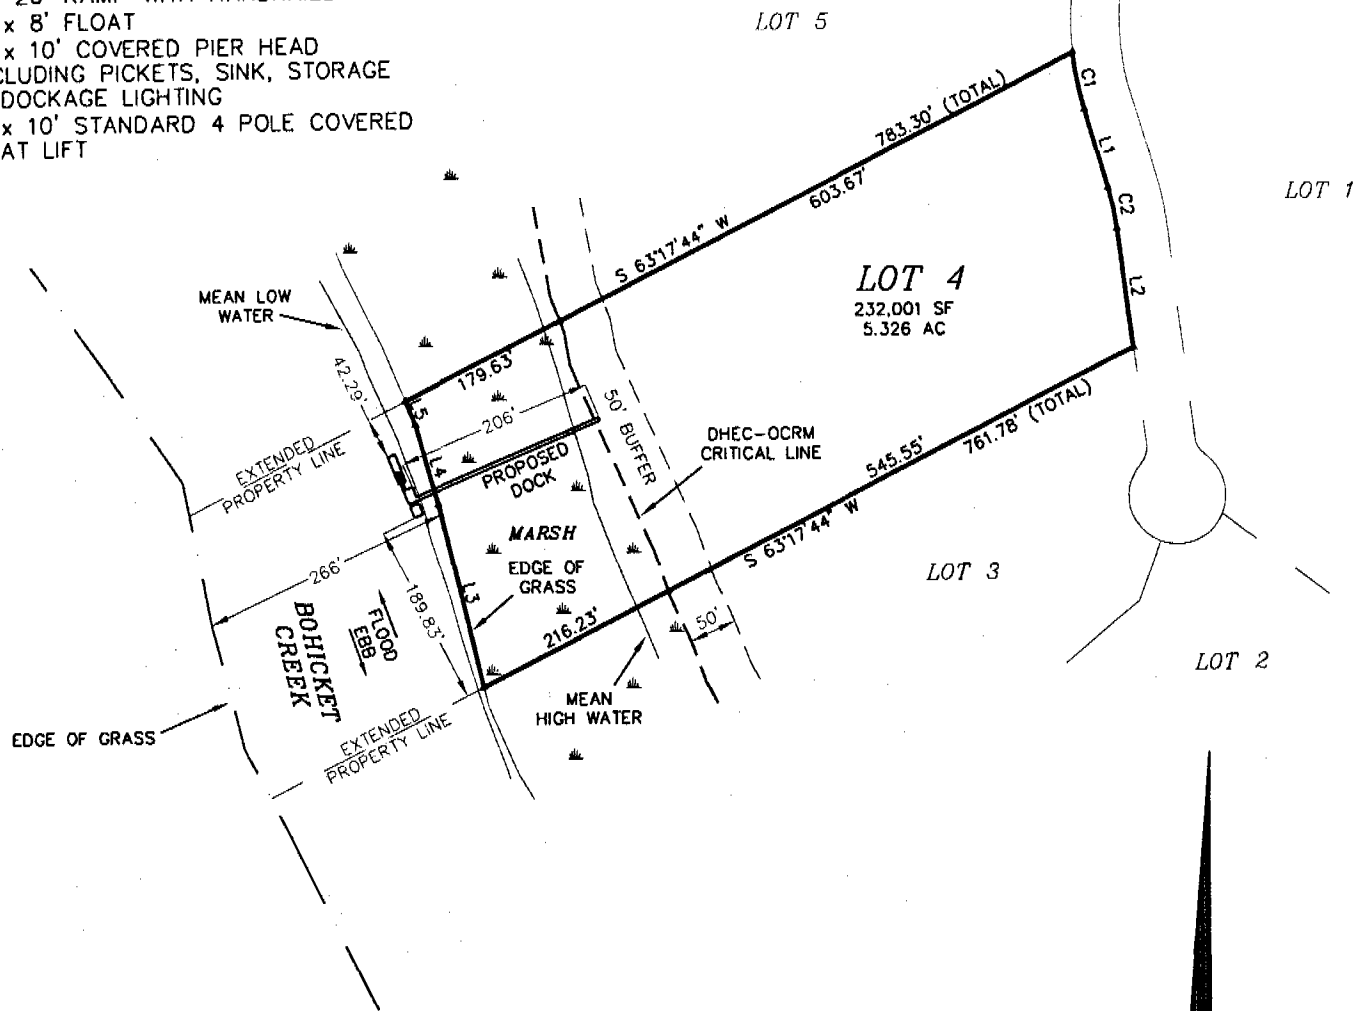 20' RAMP WITH HANDRAILS
x 8' FLOAT
x 10' COVERED PIER HEAD
CLUDING PICKETS, SINK, STORAGE
DOCKAGE LIGHTING
x 10' STANDARD 4 POLE COVERED
AT LIFT
LOT 5
LOT 1
C1
L1
C2
L2
783.30' (TOTAL)
603.67'
S 63°17'44" W
LOT 4
232,001 SF
5.326 AC
MEAN LOW
WATER
42.29'
179.63'
L5
206'
50' BUFFER
DHEC-OCRM
CRITICAL LINE
761.78' (TOTAL)
545.55'
S 63°17'44" W
EXTENDED
PROPERTY LINE
L4
PROPOSED
DOCK
MARSH
EDGE OF
GRASS
LOT 3
266'
189.83'
L3
FLOOD
EBB
BOHICKET
CREEK
216.23'
50'
LOT 2
MEAN
HIGH WATER
EDGE OF GRASS
EXTENDED
PROPERTY LINE